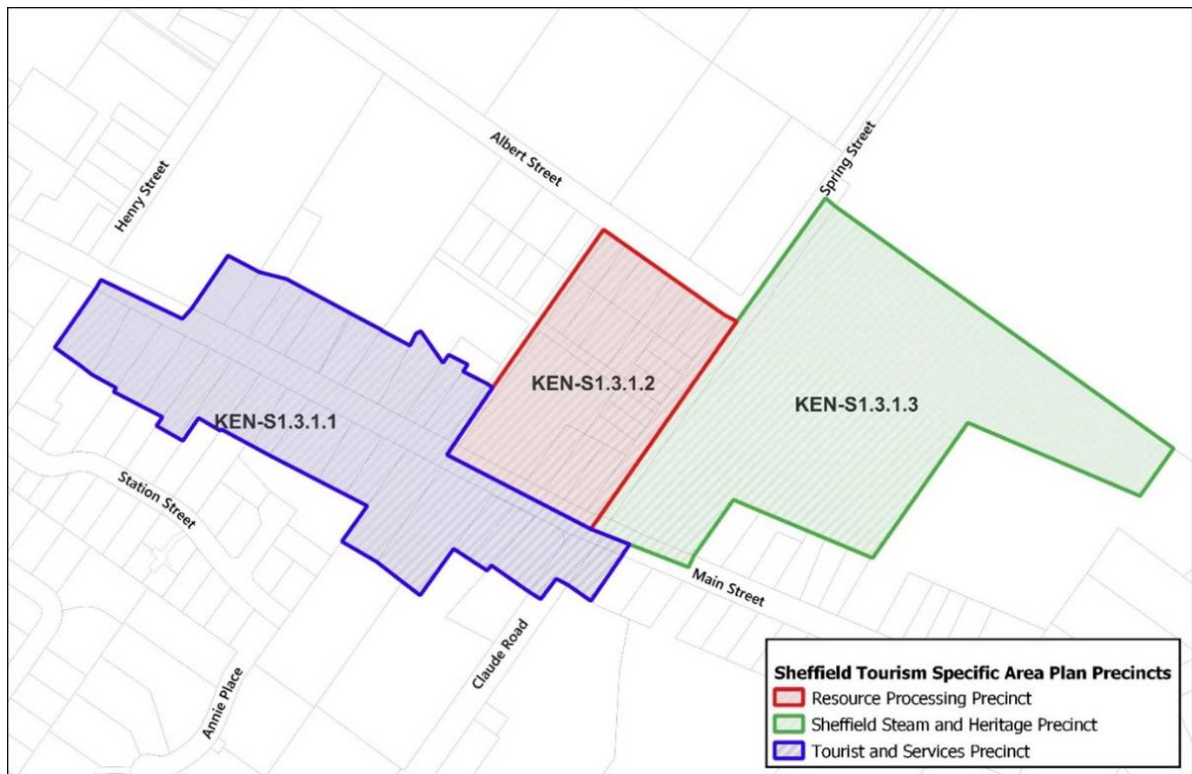 Albert Street
Spring Street
Henry Street
KEN-S1.3.1.2
KEN-S1.3.1.3
KEN-S1.3.1.1
Station Street
Main Street
Claude Road
Annie Place
Sheffield Tourism Specific Area Plan Precincts
Resource Processing Precinct
Sheffield Steam and Heritage Precinct
Tourist and Services Precinct